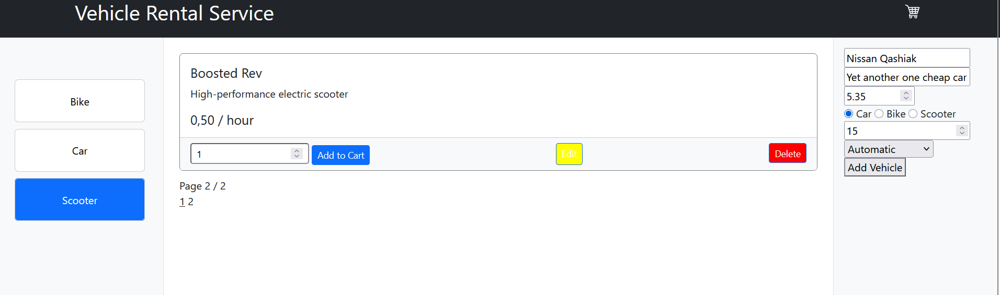 Vehicle Rental Service
Bike
Car
Scooter
Boosted Rev
High-performance electric scooter
0,50 / hour
1
Add to Cart
Edit
Delete
Page 2 / 2
1 2
Nissan Qashiak
Yet another one cheap car
5.35
Car Bike Scooter
15
Automatic
Add Vehicle